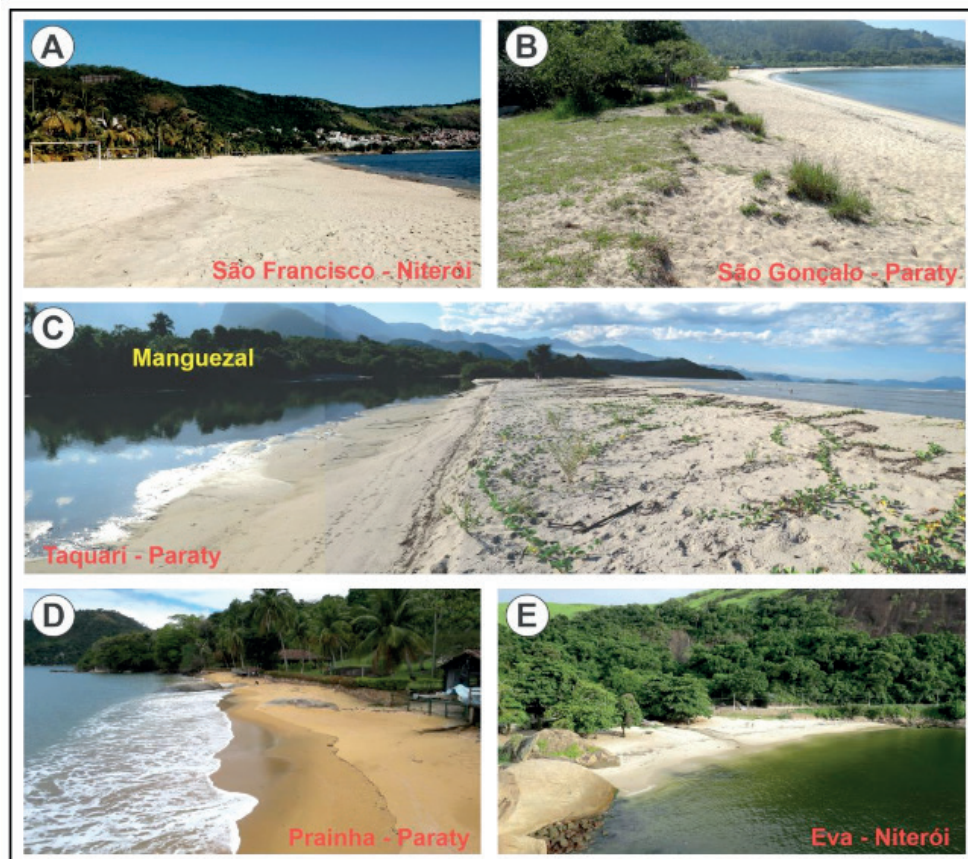 A
São Francisco - Niterói
B
São Gonçalo - Paraty
C
Manguezal
Taquari - Paraty
D
Prainha - Paraty
E
Eva - Niterói